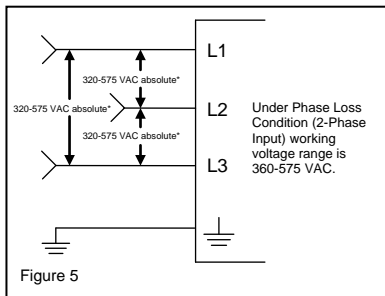 L1
320-575 VAC absolute*
320-575 VAC absolute*
L2
320-575 VAC absolute*
L3
Under Phase Loss
Condition (2-Phase
Input) working
voltage range is
360-575 VAC.
Figure 5